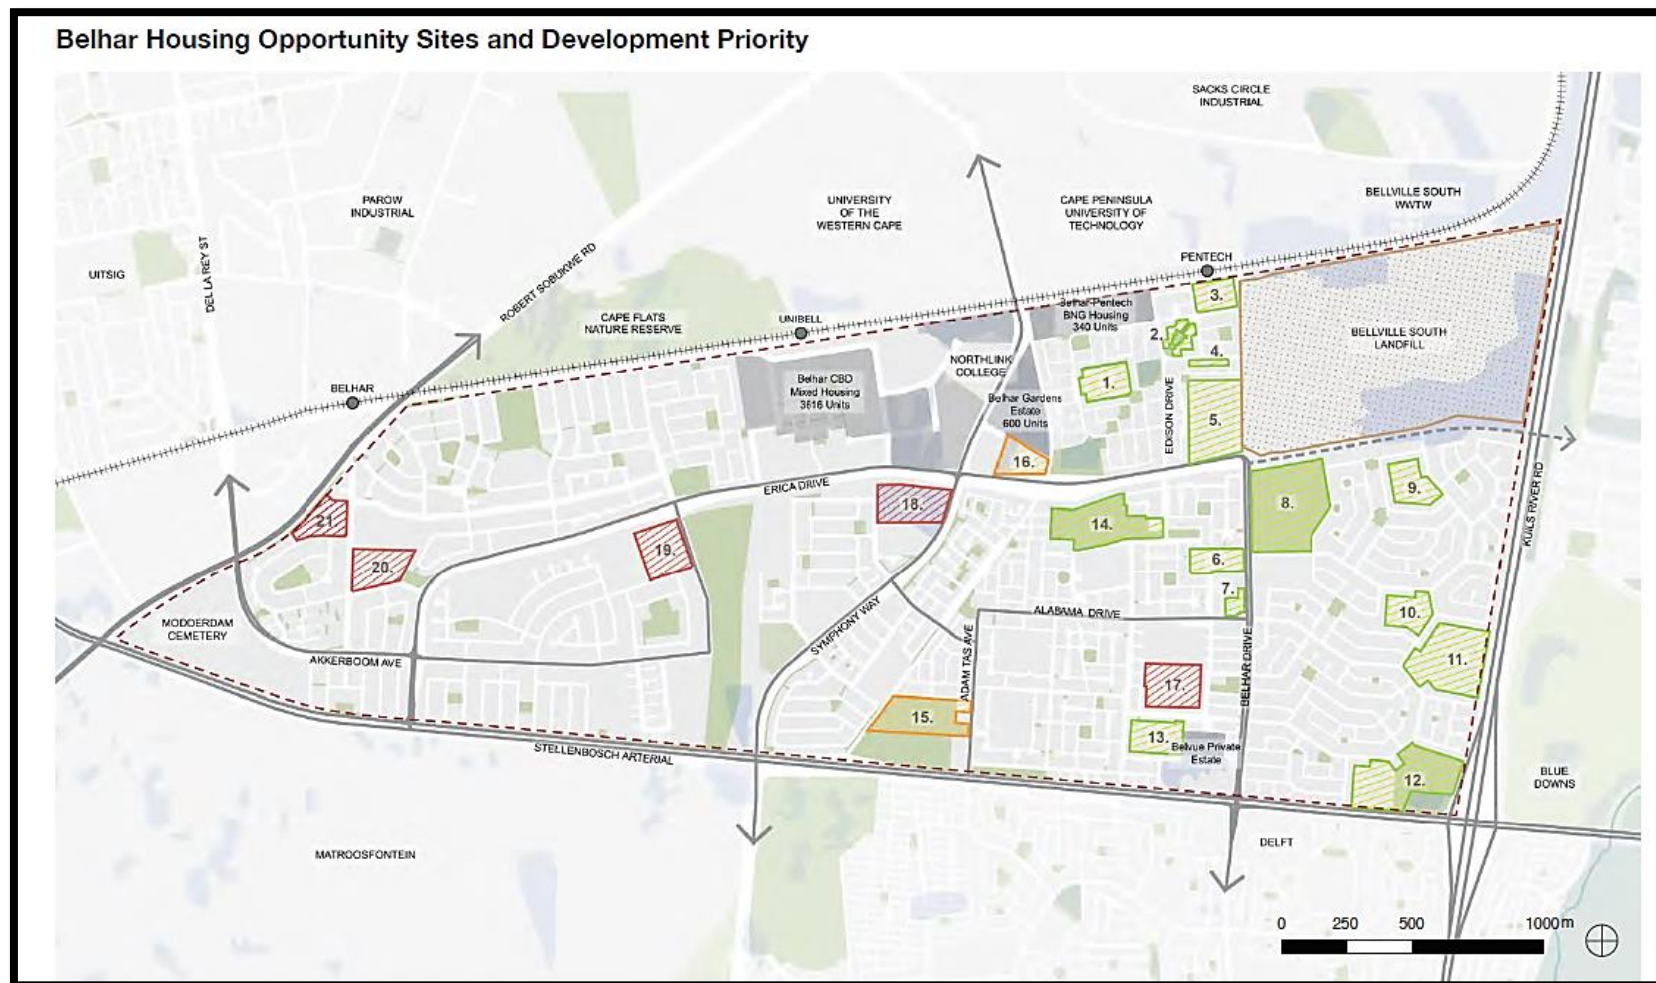 Belhar Housing Opportunity Sites and Development Priority
SACKS CIRCLE
INDUSTRIAL
BELLVILLE SOUTH
WWTW
PAROW
INDUSTRIAL
UNIVERSITY
OF THE
WESTERN CAPE
CAPE PENINSULA
UNIVERSITY OF
TECHNOLOGY
UITSIG
DE LA REY ST
ROBERT SOBUKWE RD
PENTECH
3.
CAPE FLATS
NATURE RESERVE
UNIBELL
Belhar-Pentech
BNG Housing
340 Units
2.
4.
BELLVILLE SOUTH
LANDFILL
NORTHLINK
COLLEGE
BELHAR
Belhar CBD
Mixed Housing
3616 Units
1.
Belhar Gardens
Estate
600 Units
EDISON DRIVE
5.
16.
ERICA DRIVE
18.
8.
9.
KUILS RIVER RD
21.
14.
19.
20.
6.
7.
10.
MODDERDAM
CEMETERY
SYMPHONY WAY
ALABAMA DRIVE
AKKERBOOM AVE
ADAM TAS AVE
BELHAR DRIVE
11.
17.
15.
13.
Belvue Private
Estate
STELLENBOSCH ARTERIAL
12.
BLUE
DOWNS
MATROOSFONTEIN
DELFT
0 250 500 1000 m